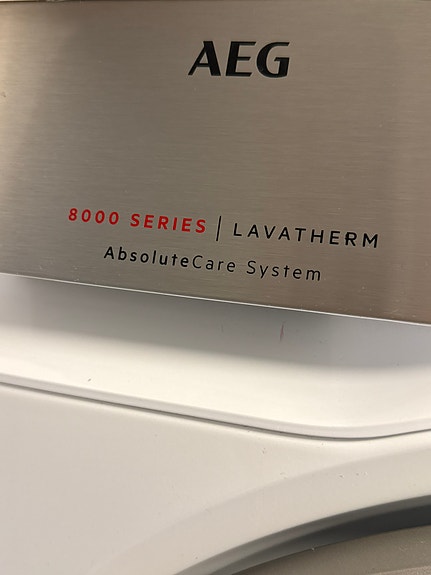 AEG
8000 SERIES | LAVATHERM
AbsoluteCare System